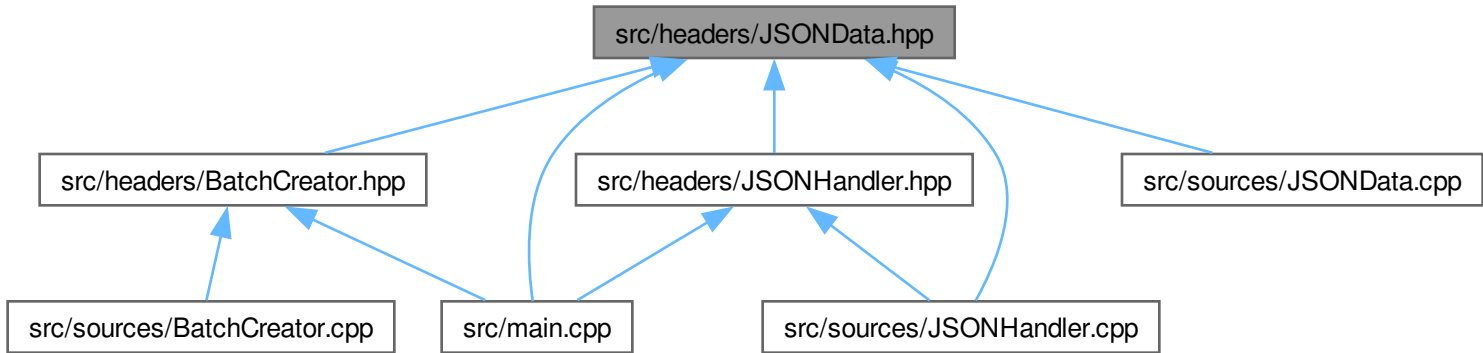 src/headers/JSONData.hpp
src/headers/BatchCreator.hpp
src/headers/JSONHandler.hpp
src/sources/JSONData.cpp
src/sources/BatchCreator.cpp
src/main.cpp
src/sources/JSONHandler.cpp